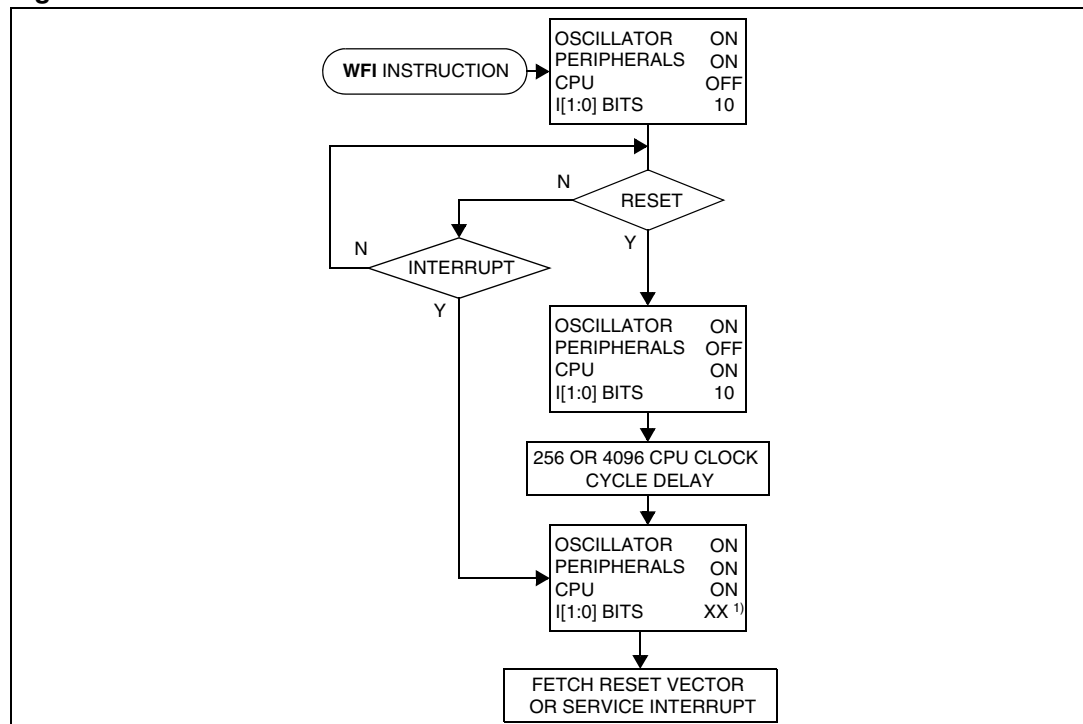 WFI INSTRUCTION
OSCILLATOR ON
PERIPHERALS ON
CPU OFF
I[1:0] BITS 10
N
RESET
Y
N
INTERRUPT
Y
OSCILLATOR ON
PERIPHERALS OFF
CPU ON
I[1:0] BITS 10
256 OR 4096 CPU CLOCK
CYCLE DELAY
OSCILLATOR ON
PERIPHERALS ON
CPU ON
I[1:0] BITS XX 1)
FETCH RESET VECTOR
OR SERVICE INTERRUPT